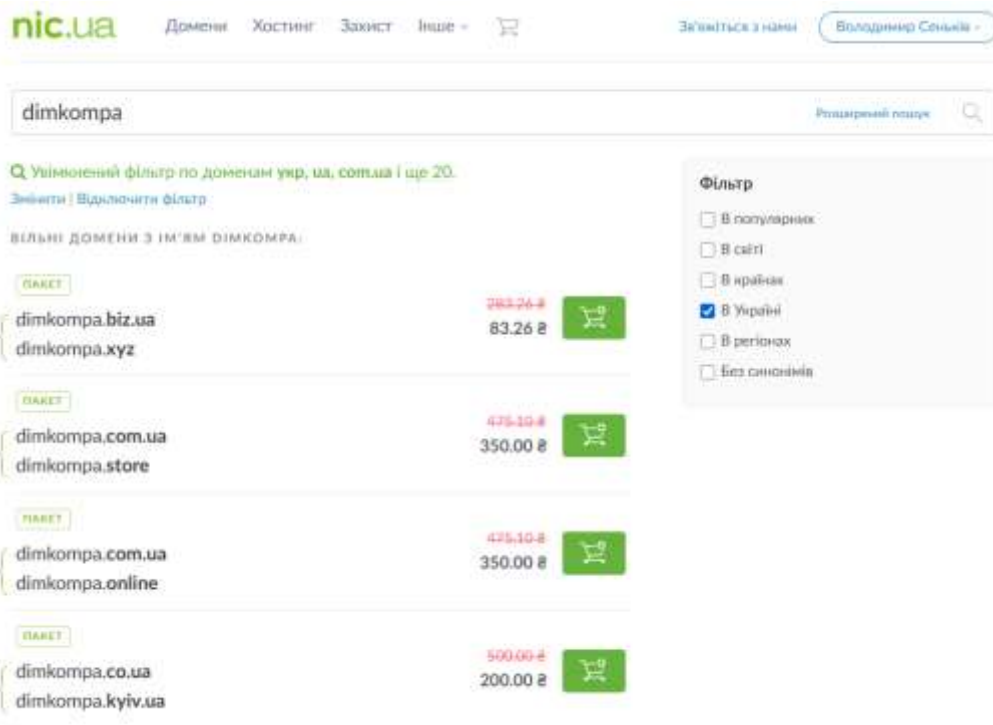 nic.ua
Домени Хостинг Захист Інше
Зв'яжіться з нами
Володимир Сеньків
dimkompa
Розширений пошук
Увімкнений фільтр по доменам укр, ua, com.ua і ще 20.
Змінити | Відключити фільтр
ВІЛЬНІ ДОМЕНИ З ІМ'ЯМ DIMKOMPA:
ПАКЕТ
dimkompa.biz.ua
dimkompa.xyz
283.26 ₴
83.26 ₴
ПАКЕТ
dimkompa.com.ua
dimkompa.store
475.10 ₴
350.00 ₴
ПАКЕТ
dimkompa.com.ua
dimkompa.online
475.10 ₴
350.00 ₴
ПАКЕТ
dimkompa.co.ua
dimkompa.kyiv.ua
500.00 ₴
200.00 ₴
Фільтр
В популярних
В світі
В країнах
В Україні
В регіонах
Без синонімів